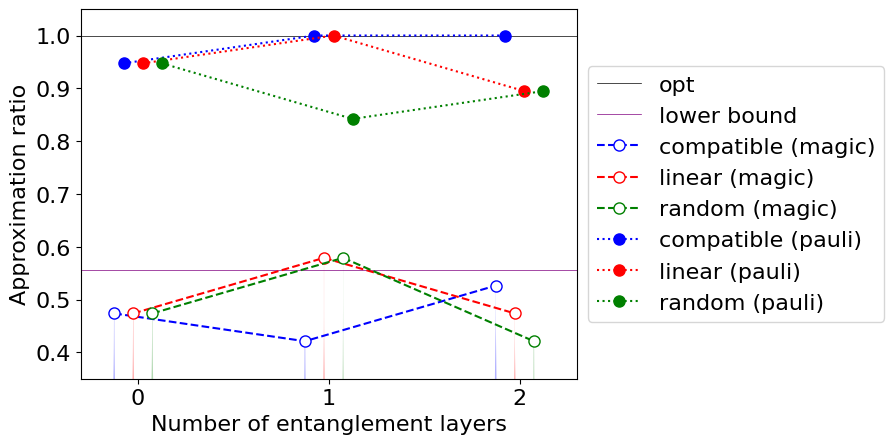 1.0
0.9
0.8
0.7
0.6
0.5
0.4
Approximation ratio
0 1 2
Number of entanglement layers
opt
lower bound
compatible (magic)
linear (magic)
random (magic)
compatible (pauli)
linear (pauli)
random (pauli)